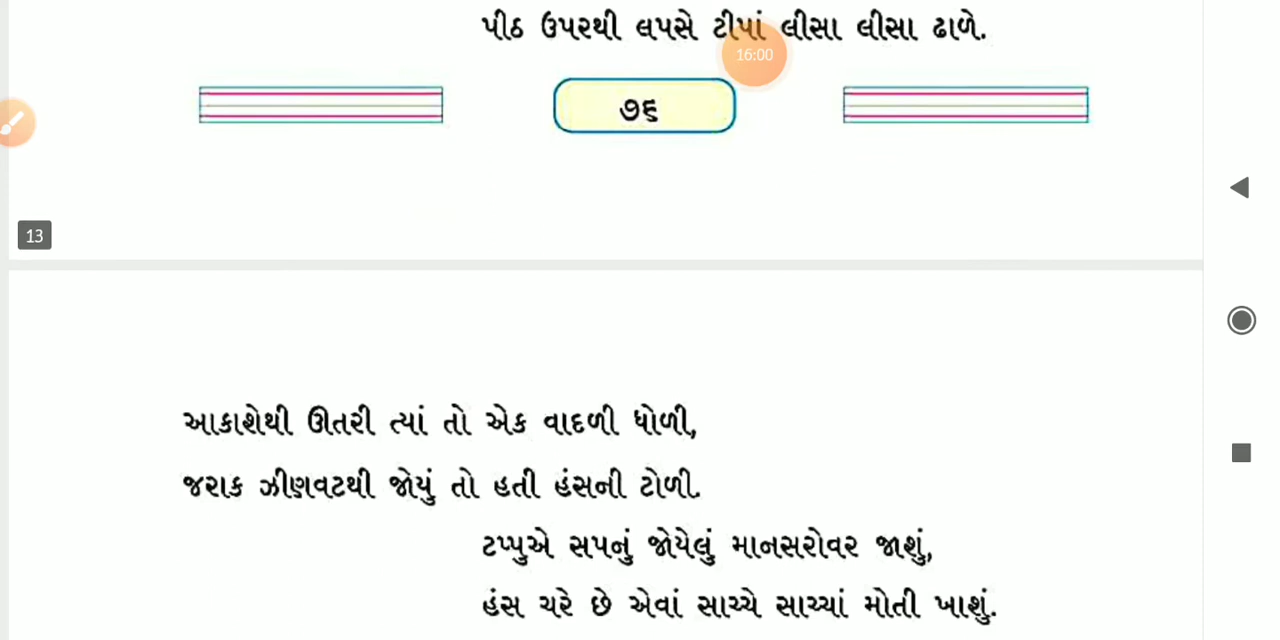 પીઠ ઉપરથી લપસે ટીપાં લીસા લીસા ઢાળે.
16:00
૭૬
13
આકાશેથી ઊતરી ત્યાં તો એક વાદળી ધોળી,
જરાક ઝીણવટથી જોયું તો હતી હંસની ટોળી.
ટપ્પુએ સપનું જોયેલું માનસરોવર જાશું,
હંસ ચરે છે એવાં સાચ્ચે સાચ્ચાં મોતી ખાશું.